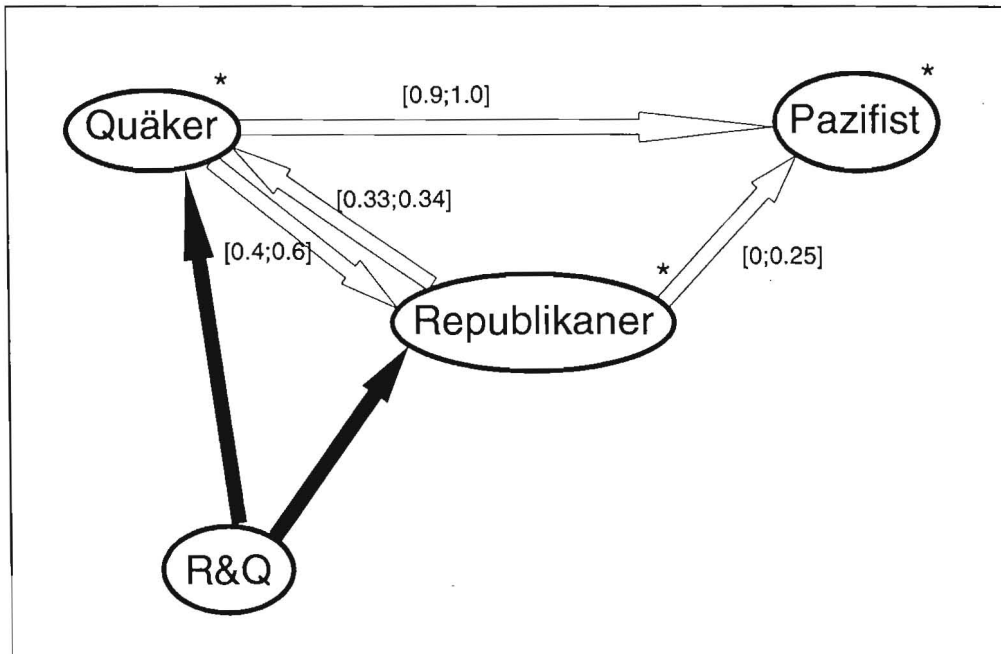 *
*
[0.9;1.0]
Quäker
Pazifist
[0.33;0.34]
[0.4;0.6]
*
[0;0.25]
Republikaner
R&Q